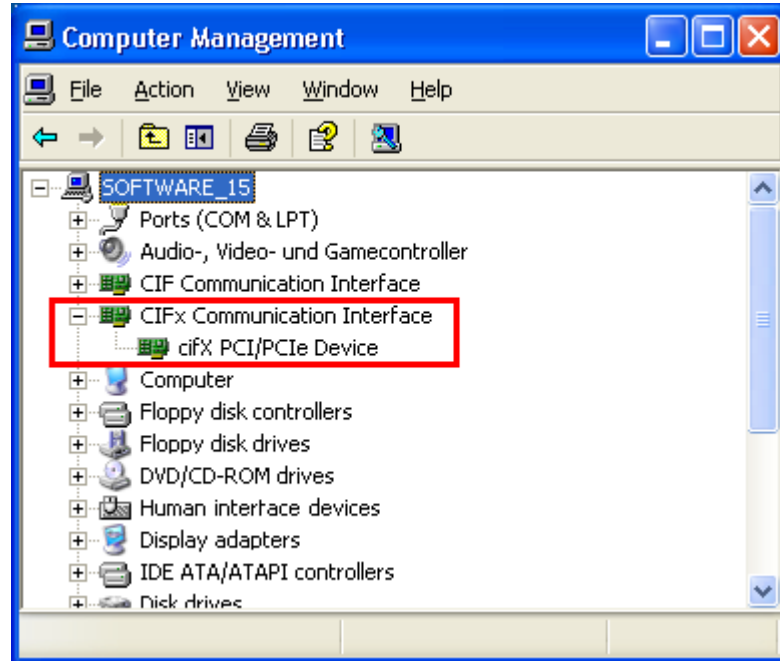 Computer Management
File Action View Window Help
SOFTWARE_15
Ports (COM & LPT)
Audio-, Video- und Gamecontroller
CIF Communication Interface
CIFx Communication Interface
cifX PCI/PCIe Device
Computer
Floppy disk controllers
Floppy disk drives
DVD/CD-ROM drives
Human interface devices
Display adapters
IDE ATA/ATAPI controllers
Disk drives